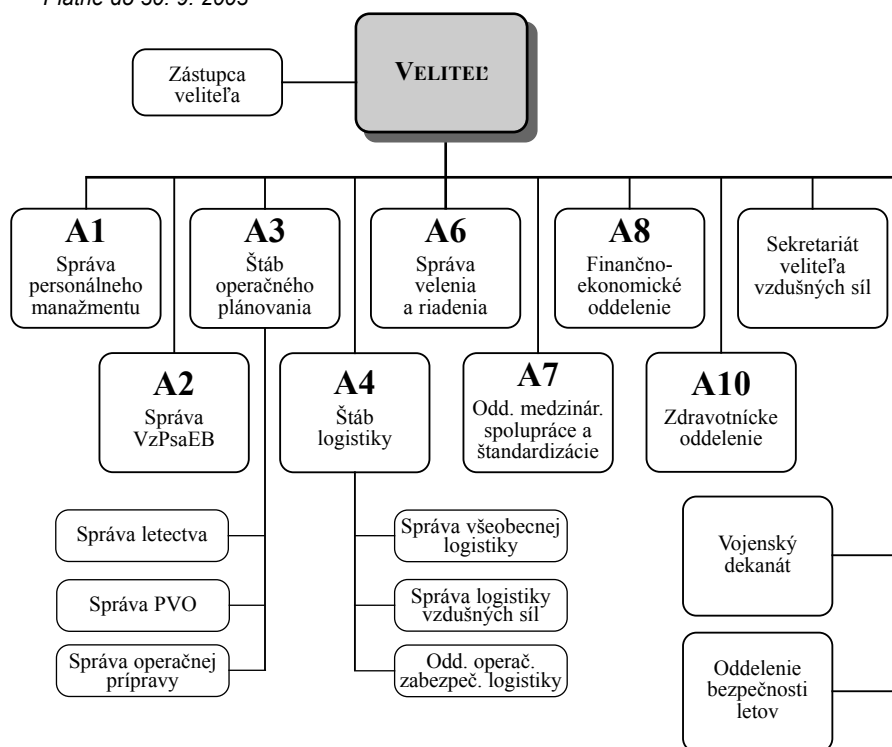 Platné do 30. 9. 2003
Zástupca
veliteľa
VELITEĽ
A1
Správa
personálneho
manažmentu
A3
Štáb
operačného
plánovania
A6
Správa
velenia
a riadenia
A8
Finančno-
ekonomické
oddelenie
Sekretariát
veliteľa
vzdušných síl
A2
Správa
VzPsaEB
A4
Štáb
logistiky
A7
Odd. medzinár.
spolupráce a
štandardizácie
A10
Zdravotnícke
oddelenie
Správa letectva
Správa PVO
Správa operačnej
prípravy
Správa všeobecnej
logistiky
Správa logistiky
vzdušných síl
Odd. operač.
zabezpeč. logistiky
Vojenský
dekanát
Oddelenie
bezpečnosti
letov